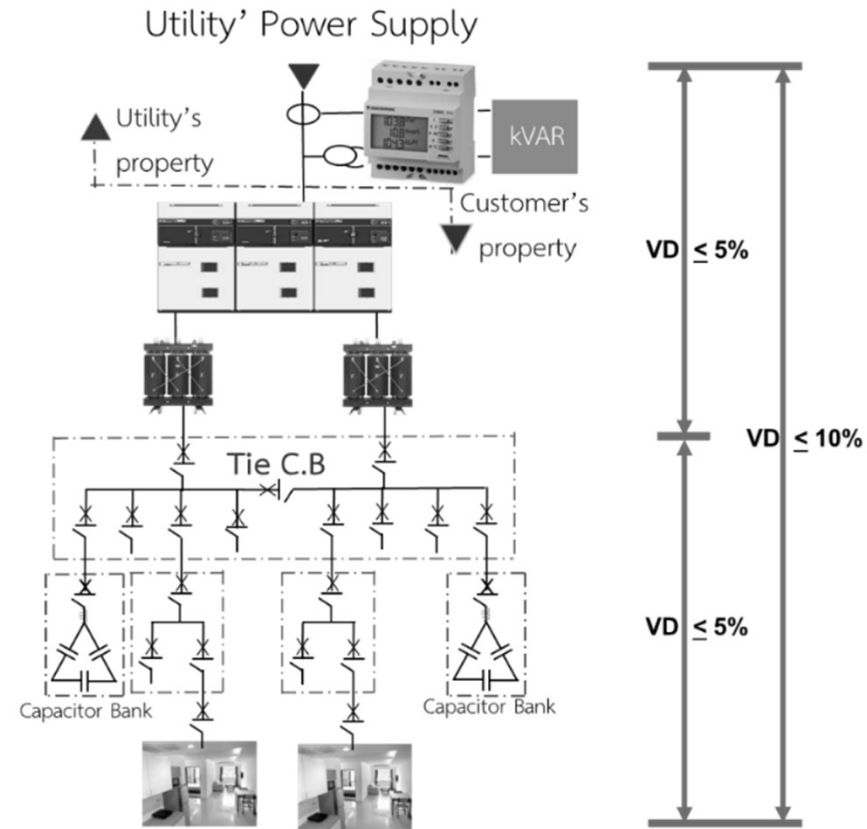 Utility' Power Supply
Utility's
property
kVAR
Customer's
property
VD ≤ 5%
VD ≤ 10%
Tie C.B
VD ≤ 5%
Capacitor Bank
Capacitor Bank